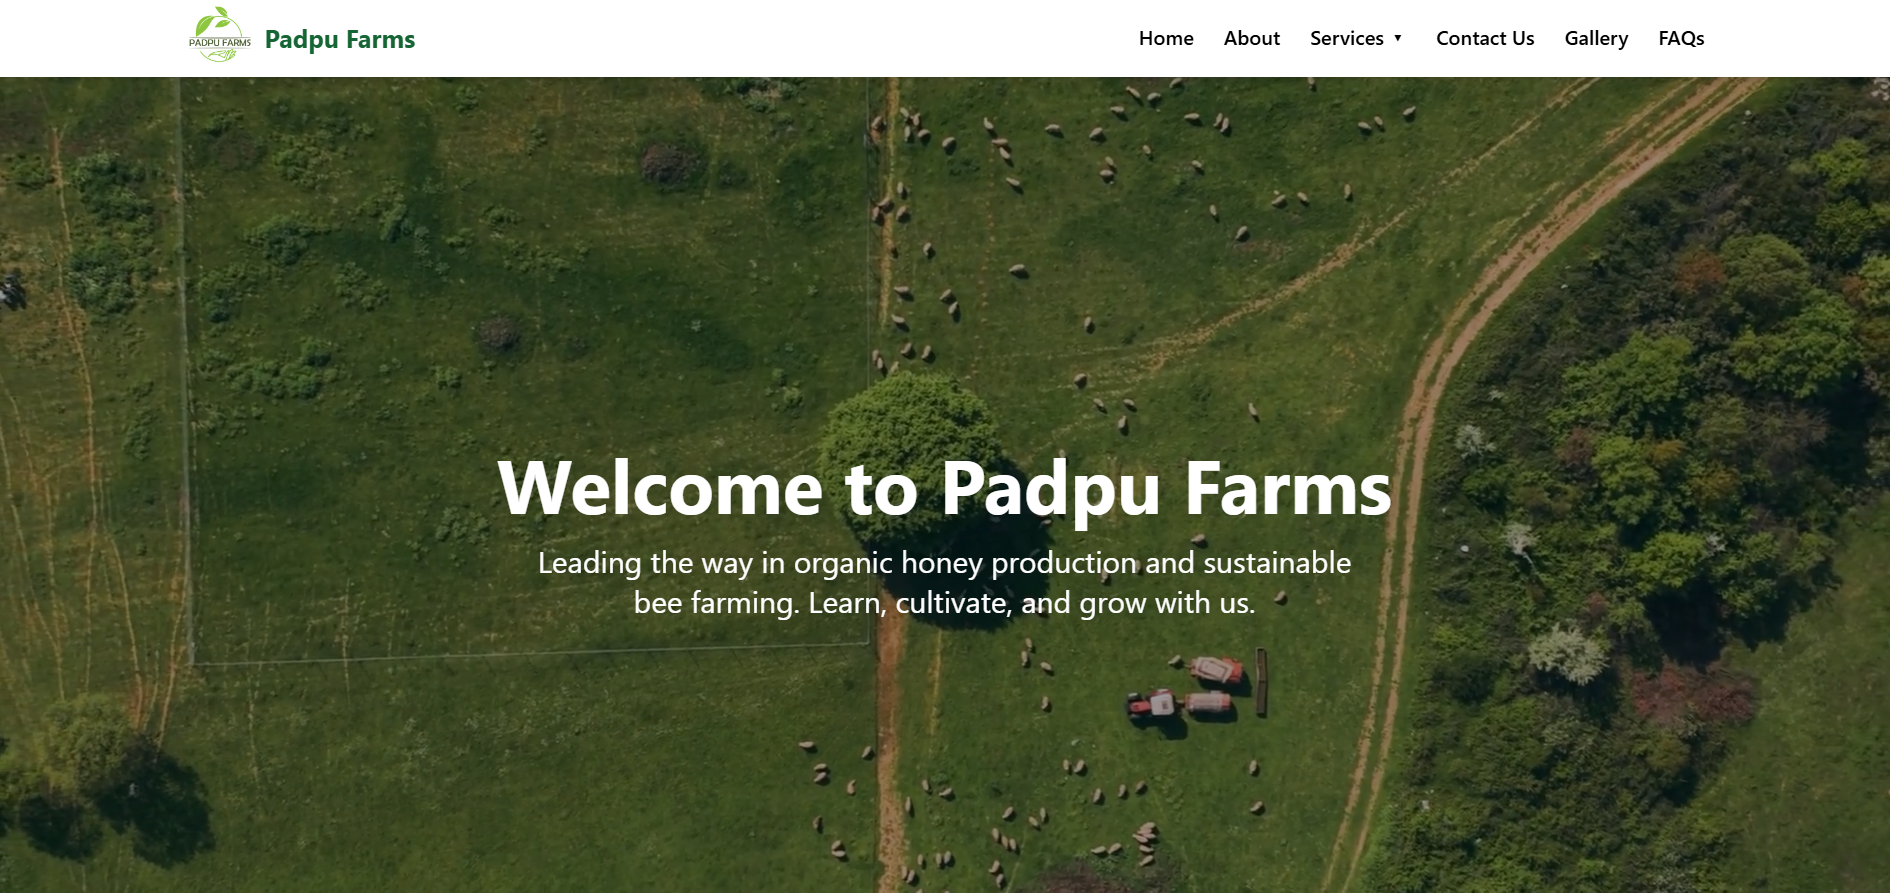 PADPU FARMS
Padpu Farms
Home
About
Services ▼
Contact Us
Gallery
FAQs
Welcome to Padpu Farms
Leading the way in organic honey production and sustainable
bee farming. Learn, cultivate, and grow with us.